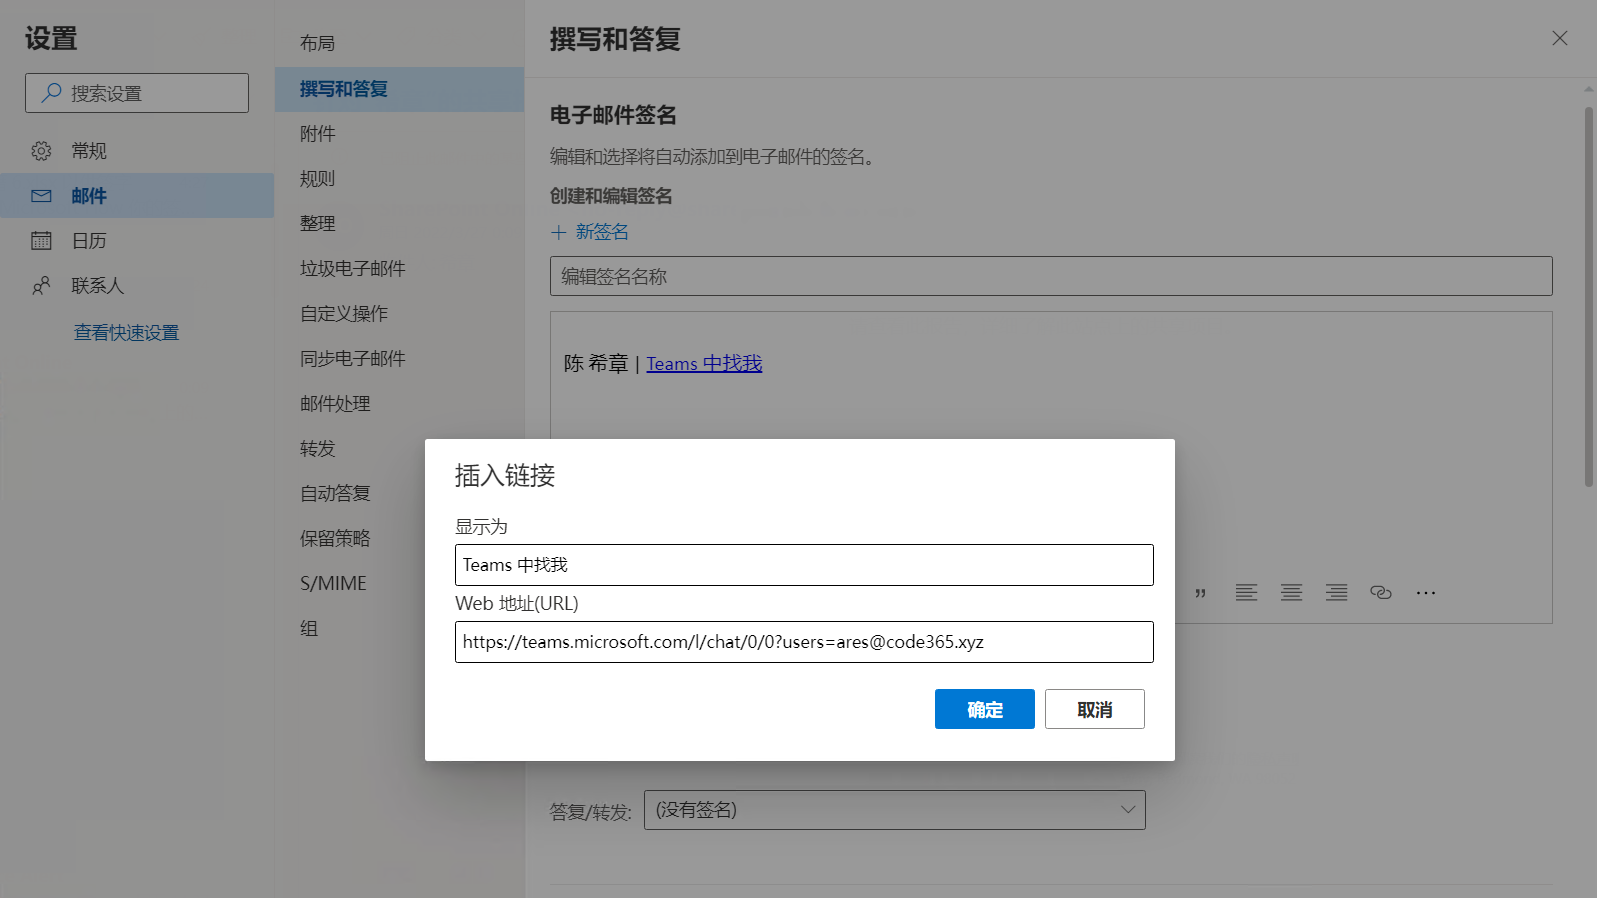 设置
搜索设置
常规
邮件
日历
联系人
查看快速设置
布局
撰写和答复
附件
规则
整理
垃圾电子邮件
自定义操作
同步电子邮件
邮件处理
转发
自动答复
保留策略
S/MIME
组
撰写和答复
电子邮件签名
编辑和选择将自动添加到电子邮件的签名。
创建和编辑签名
新签名
编辑签名名称
陈 希章 | Teams 中找我
插入链接
显示为
Teams 中找我
Web 地址(URL)
https://teams.microsoft.com/l/chat/0/0?users=ares@code365.xyz
确定 取消
答复/转发: (没有签名)